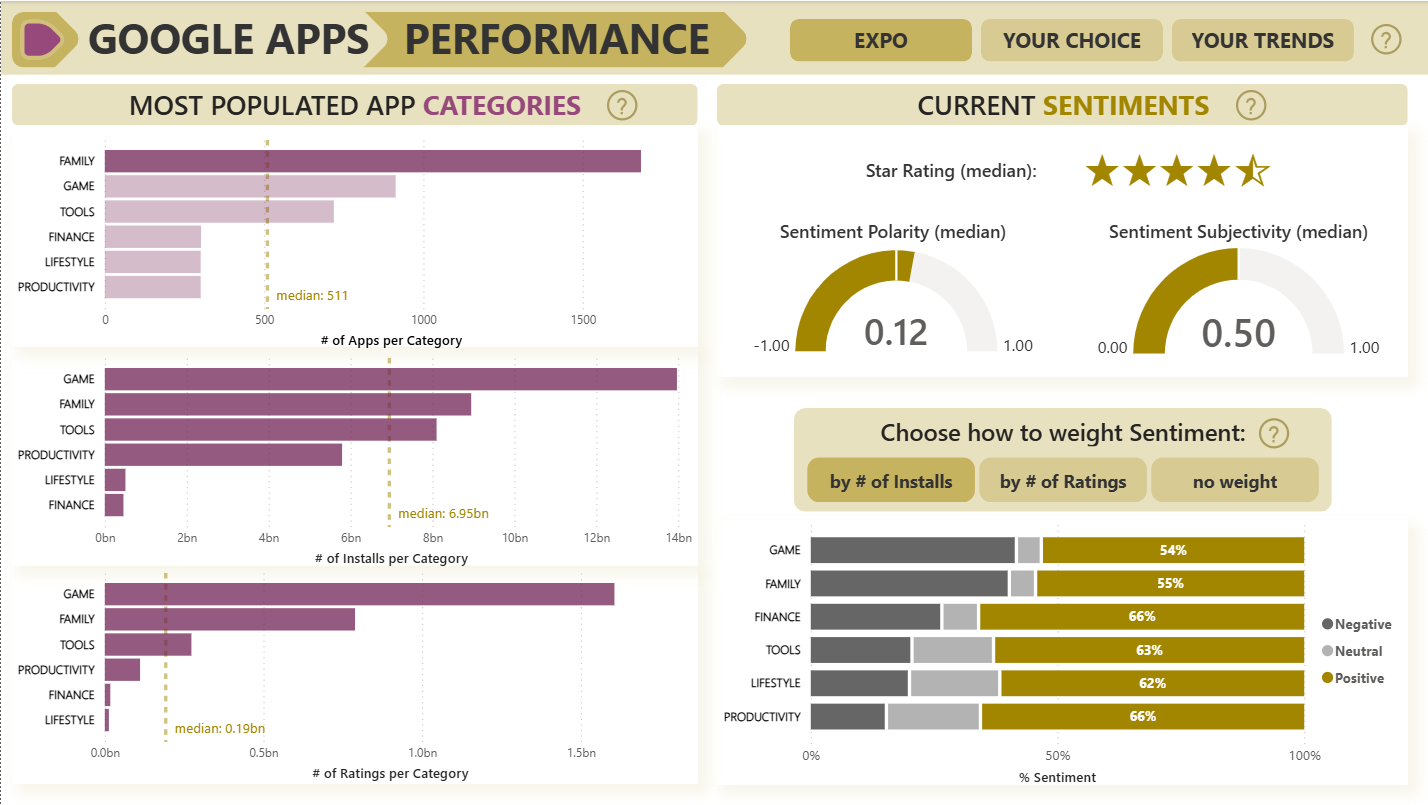 GOOGLE APPS PERFORMANCE
EXPO
YOUR CHOICE
YOUR TRENDS
?
MOST POPULATED APP CATEGORIES ?
FAMILY
GAME
TOOLS
FINANCE
LIFESTYLE
PRODUCTIVITY
median: 511
0 500 1000 1500
# of Apps per Category
GAME
FAMILY
TOOLS
PRODUCTIVITY
LIFESTYLE
FINANCE
median: 6.95bn
0bn 2bn 4bn 6bn 8bn 10bn 12bn 14bn
# of Installs per Category
GAME
FAMILY
TOOLS
PRODUCTIVITY
FINANCE
LIFESTYLE
median: 0.19bn
0.0bn 0.5bn 1.0bn 1.5bn
# of Ratings per Category
CURRENT SENTIMENTS ?
Star Rating (median):
Sentiment Polarity (median)
0.12
-1.00 1.00
Sentiment Subjectivity (median)
0.50
0.00 1.00
Choose how to weight Sentiment: ?
by # of Installs
by # of Ratings
no weight
GAME 54%
FAMILY 55%
FINANCE 66%
TOOLS 63%
LIFESTYLE 62%
PRODUCTIVITY 66%
0% 50% 100%
% Sentiment
Negative
Neutral
Positive